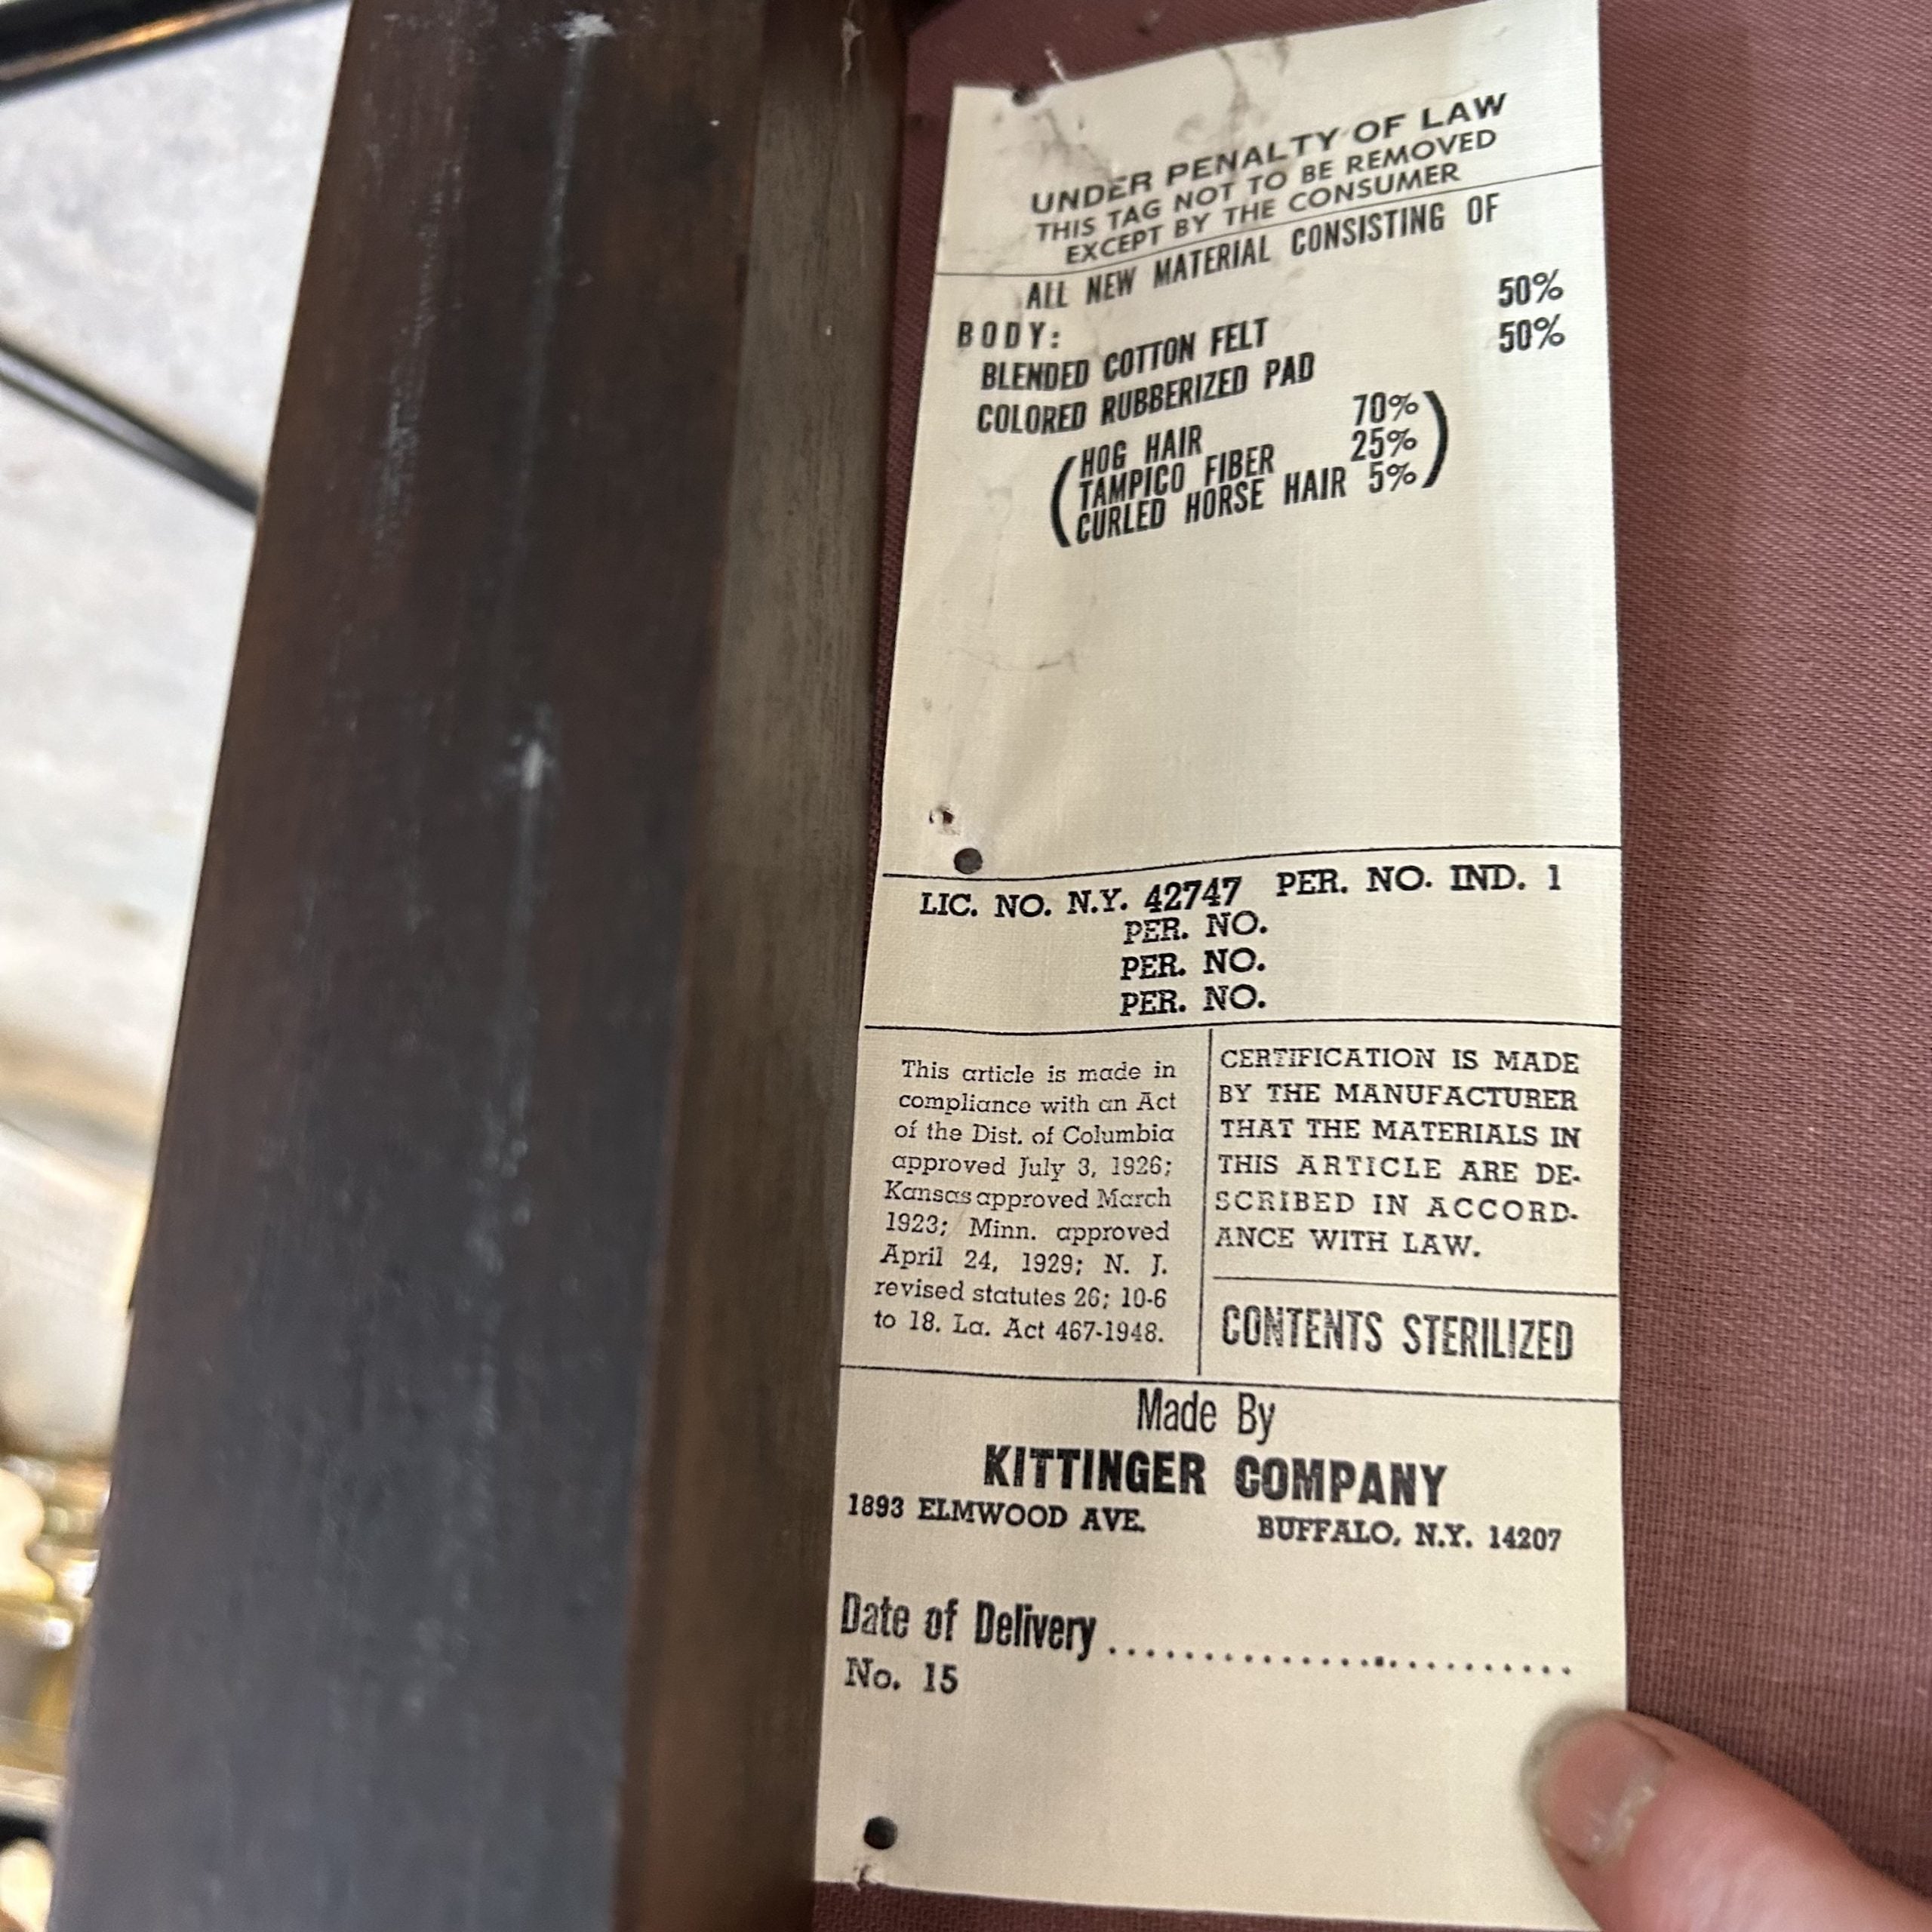 UNDER PENALTY OF LAW
THIS TAG NOT TO BE REMOVED
EXCEPT BY THE CONSUMER
ALL NEW MATERIAL CONSISTING OF
BODY:
BLENDED COTTON FELT 50%
COLORED RUBBERIZED PAD 50%
(HOG HAIR 70%
TAMPICO FIBER 25%
CURLED HORSE HAIR 5%)
LIC. NO. N.Y. 42747 PER. NO. IND. 1
PER. NO.
PER. NO.
PER. NO.
This article is made in
compliance with an Act
of the Dist. of Columbia
approved July 3, 1926;
Kansas approved March
1923; Minn. approved
April 24, 1929; N. J.
revised statutes 26; 10-6
to 18. La. Act 467-1948.
CERTIFICATION IS MADE
BY THE MANUFACTURER
THAT THE MATERIALS IN
THIS ARTICLE ARE DE-
SCRIBED IN ACCORD-
ANCE WITH LAW.
CONTENTS STERILIZED
Made By
KITTINGER COMPANY
1893 ELMWOOD AVE. BUFFALO, N.Y. 14207
Date of Delivery ..........................
No. 15